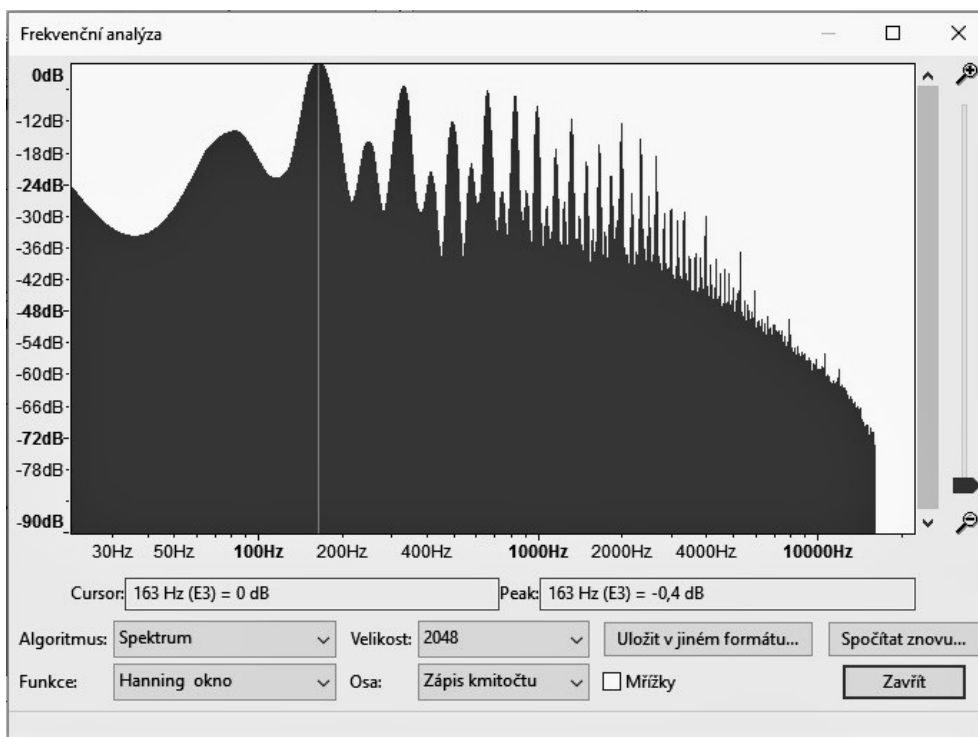 Frekvenční analýza
0dB
-12dB
-18dB
-24dB
-30dB
-36dB
-42dB
-48dB
-54dB
-60dB
-66dB
-72dB
-78dB
-90dB
30Hz 50Hz 100Hz 200Hz 400Hz 1000Hz 2000Hz 4000Hz 10000Hz
Cursor: 163 Hz (E3) = 0 dB Peak: 163 Hz (E3) = -0,4 dB
Algoritmus: Spektrum Velikost: 2048 Uložit v jiném formátu... Spočítat znovu...
Funkce: Hanning okno Osa: Zápis kmitočtu Mřížky Zavřít